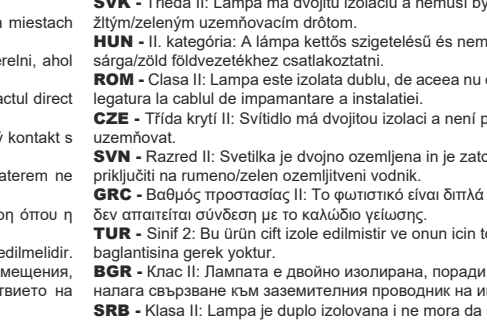 miestach
erelni, ahol
actul direct
kontakt s
aterem ne
όπου η
edilmelidir.
мещения,
твието на
SVK - Trieda II: Lampa má dvojitú izoláciu a nemusí
žltým/zeleným uzemňovacím drôtom.
HUN - II. kategória: A lámpa kettős szigetelésű és nem
sárga/zöld földvezetékhez csatlakoztatni.
ROM - Clasa II: Lampa este izolata dublu, de aceea nu
legatura la cablul de impamantare a instalatiei.
CZE - Třída krytí II: Svítidlo má dvojitou izolaci a není
uzemňovat.
SVN - Razred II: Svetilka je dvojno ozemljena in je zato
priključiti na rumeno/zelen ozemljitveni vodnik.
GRC - Βαθμός προστασίας II: Το φωτιστικό είναι διπλά
δεν απαιτείται σύνδεση με το καλώδιο γείωσης.
TUR - Sinif 2: Bu ürün cift izole edilmistir ve onun icin
baglantisina gerek yoktur.
BGR - Клас II: Лампата е двойно изолирана, поради
налага свързване към заземителния проводник на
SRB - Klasa II: Lampa je duplo izolovana i ne mora da